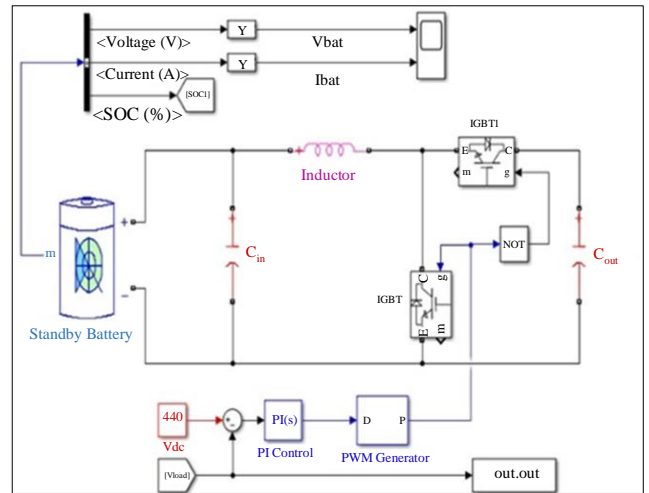 <Voltage (V)>
Y
Vbat
<Current (A)>
Y
Ibat
<SOC (%)>
[SOC1]
IGBT1
E
C
m
g
+
Inductor
NOT
+
C
g
IGBT
E
m
+
Cin
+
Cout
m
−
Standby Battery
440
Vdc
+
−
PI(s)
PI Control
D
P
PWM Generator
[Vload]
out.out